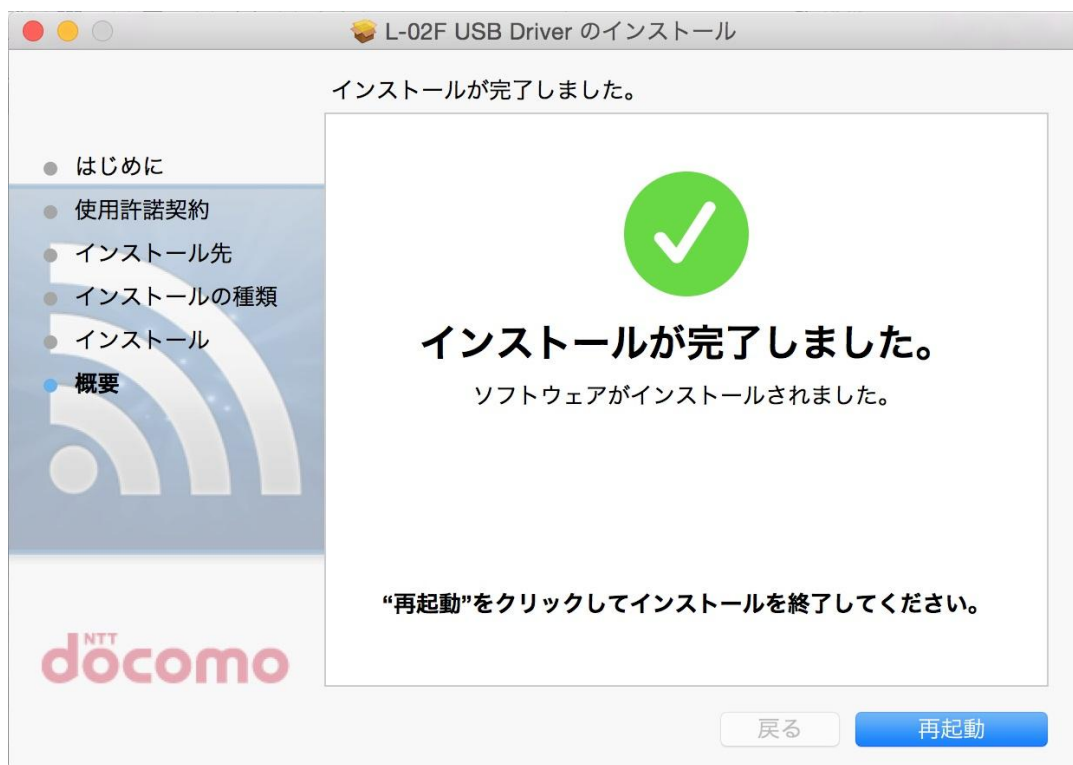 L-02F USB Driver のインストール
インストールが完了しました。
はじめに
使用許諾契約
インストール先
インストールの種類
インストール
概要
インストールが完了しました。
ソフトウェアがインストールされました。
“再起動”をクリックしてインストールを終了してください。
NTT
döcomo
戻る
再起動